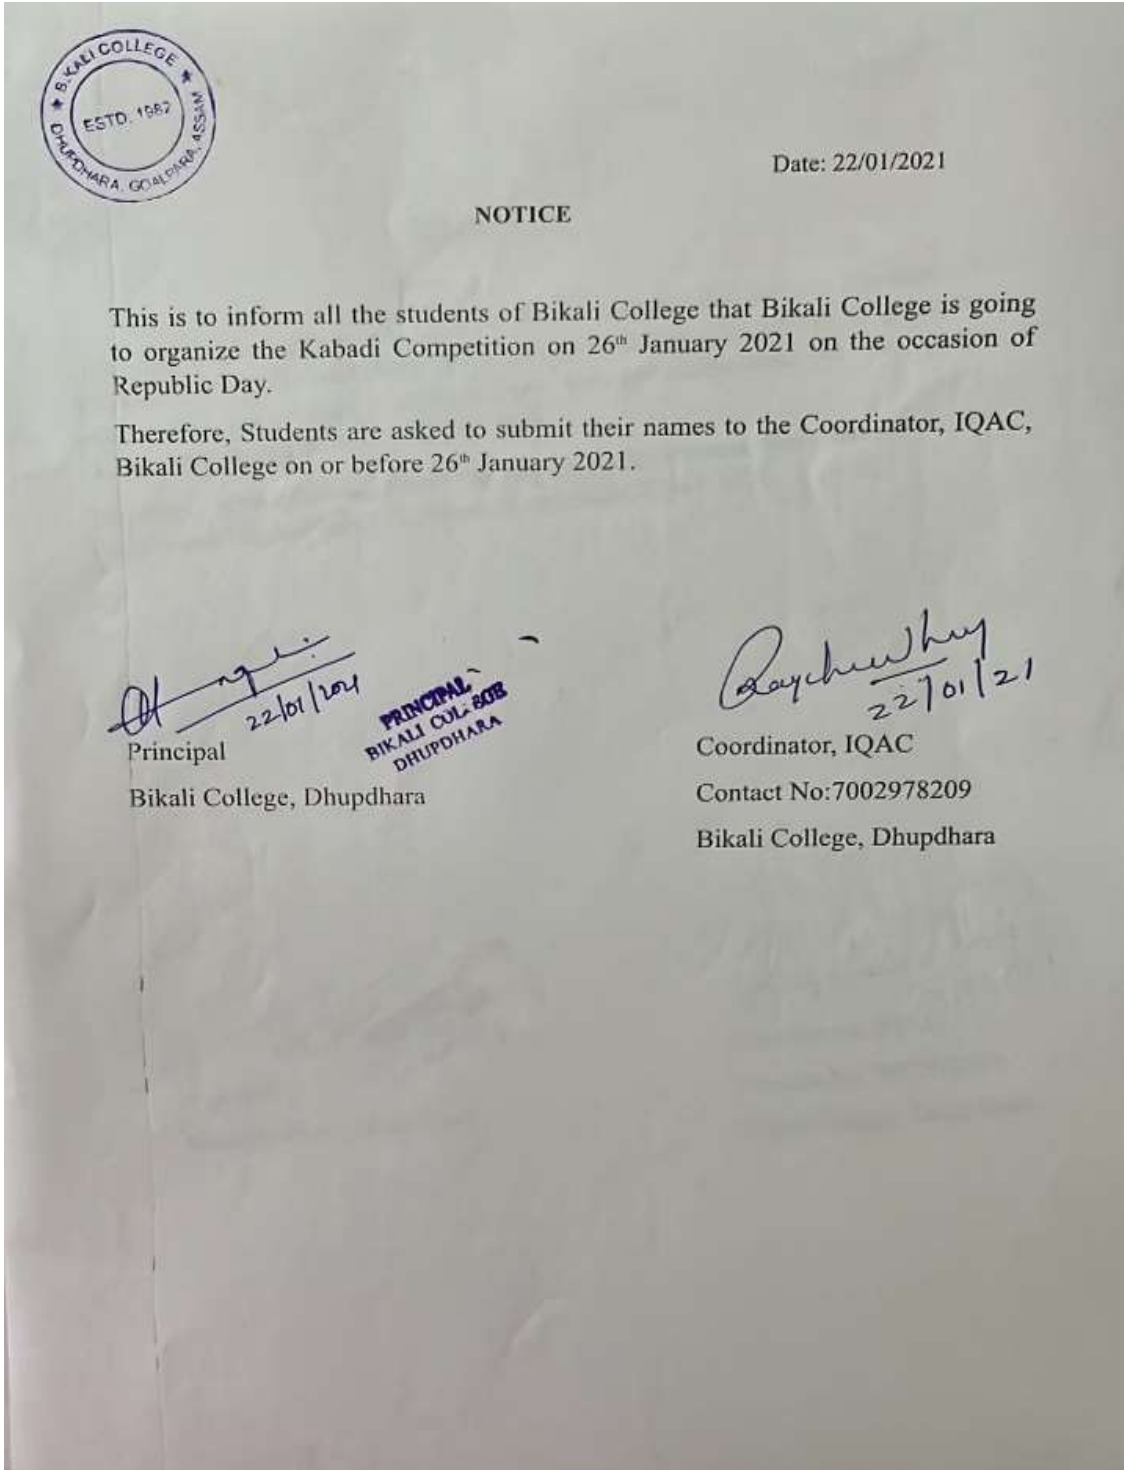 BIKALI COLLEGE
ESTD. 1982
DHUPDHARA, GOALPARA, ASSAM
Date: 22/01/2021
NOTICE
This is to inform all the students of Bikali College that Bikali College is going
to organize the Kabadi Competition on 26th January 2021 on the occasion of
Republic Day.
Therefore, Students are asked to submit their names to the Coordinator, IQAC,
Bikali College on or before 26th January 2021.
22/01/2021
PRINCIPAL
BIKALI
DHUPDHARA
Principal
Bikali College, Dhupdhara
22/01/21
Coordinator, IQAC
Contact No:7002978209
Bikali College, Dhupdhara